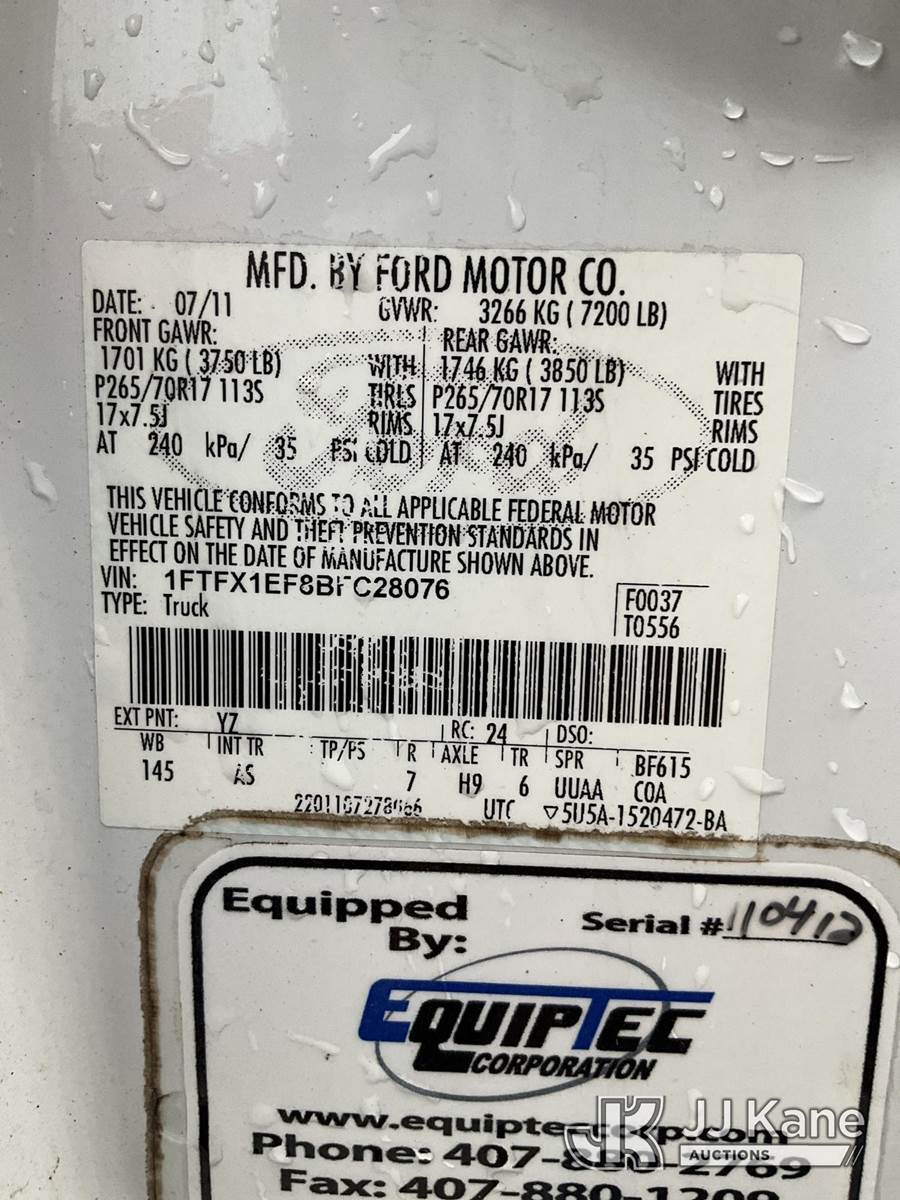 MFD. BY FORD MOTOR CO.
DATE: 07/11 GVWR: 3266 KG ( 7200 LB)
FRONT GAWR: REAR GAWR:
1701 KG ( 3750 LB) WITH 1746 KG ( 3850 LB) WITH
P265/70R17 113S TIRES P265/70R17 113S TIRES
17x7.5J RIMS 17x7.5J RIMS
AT 240 kPa/ 35 PSI COLD AT 240 kPa/ 35 PSI COLD
THIS VEHICLE CONFORMS TO ALL APPLICABLE FEDERAL MOTOR
VEHICLE SAFETY AND THEFT PREVENTION STANDARDS IN
EFFECT ON THE DATE OF MANUFACTURE SHOWN ABOVE.
VIN: 1FTFX1EF8BFC28076
TYPE: Truck
F0037
T0556
EXT PNT: YZ RC: 24 DSO:
WB INT TR TP/PS R AXLE TR SPR BF615
145 AS 7 H9 6 UUAA COA
UTC ▽5U5A-1520472-BA
Equipped By:
Serial # 110412
EQUIPTEC
CORPORATION
www.equipteccorp.com
Phone: 407-880-2769
Fax: 407-880-1200
JJ Kane
AUCTIONS